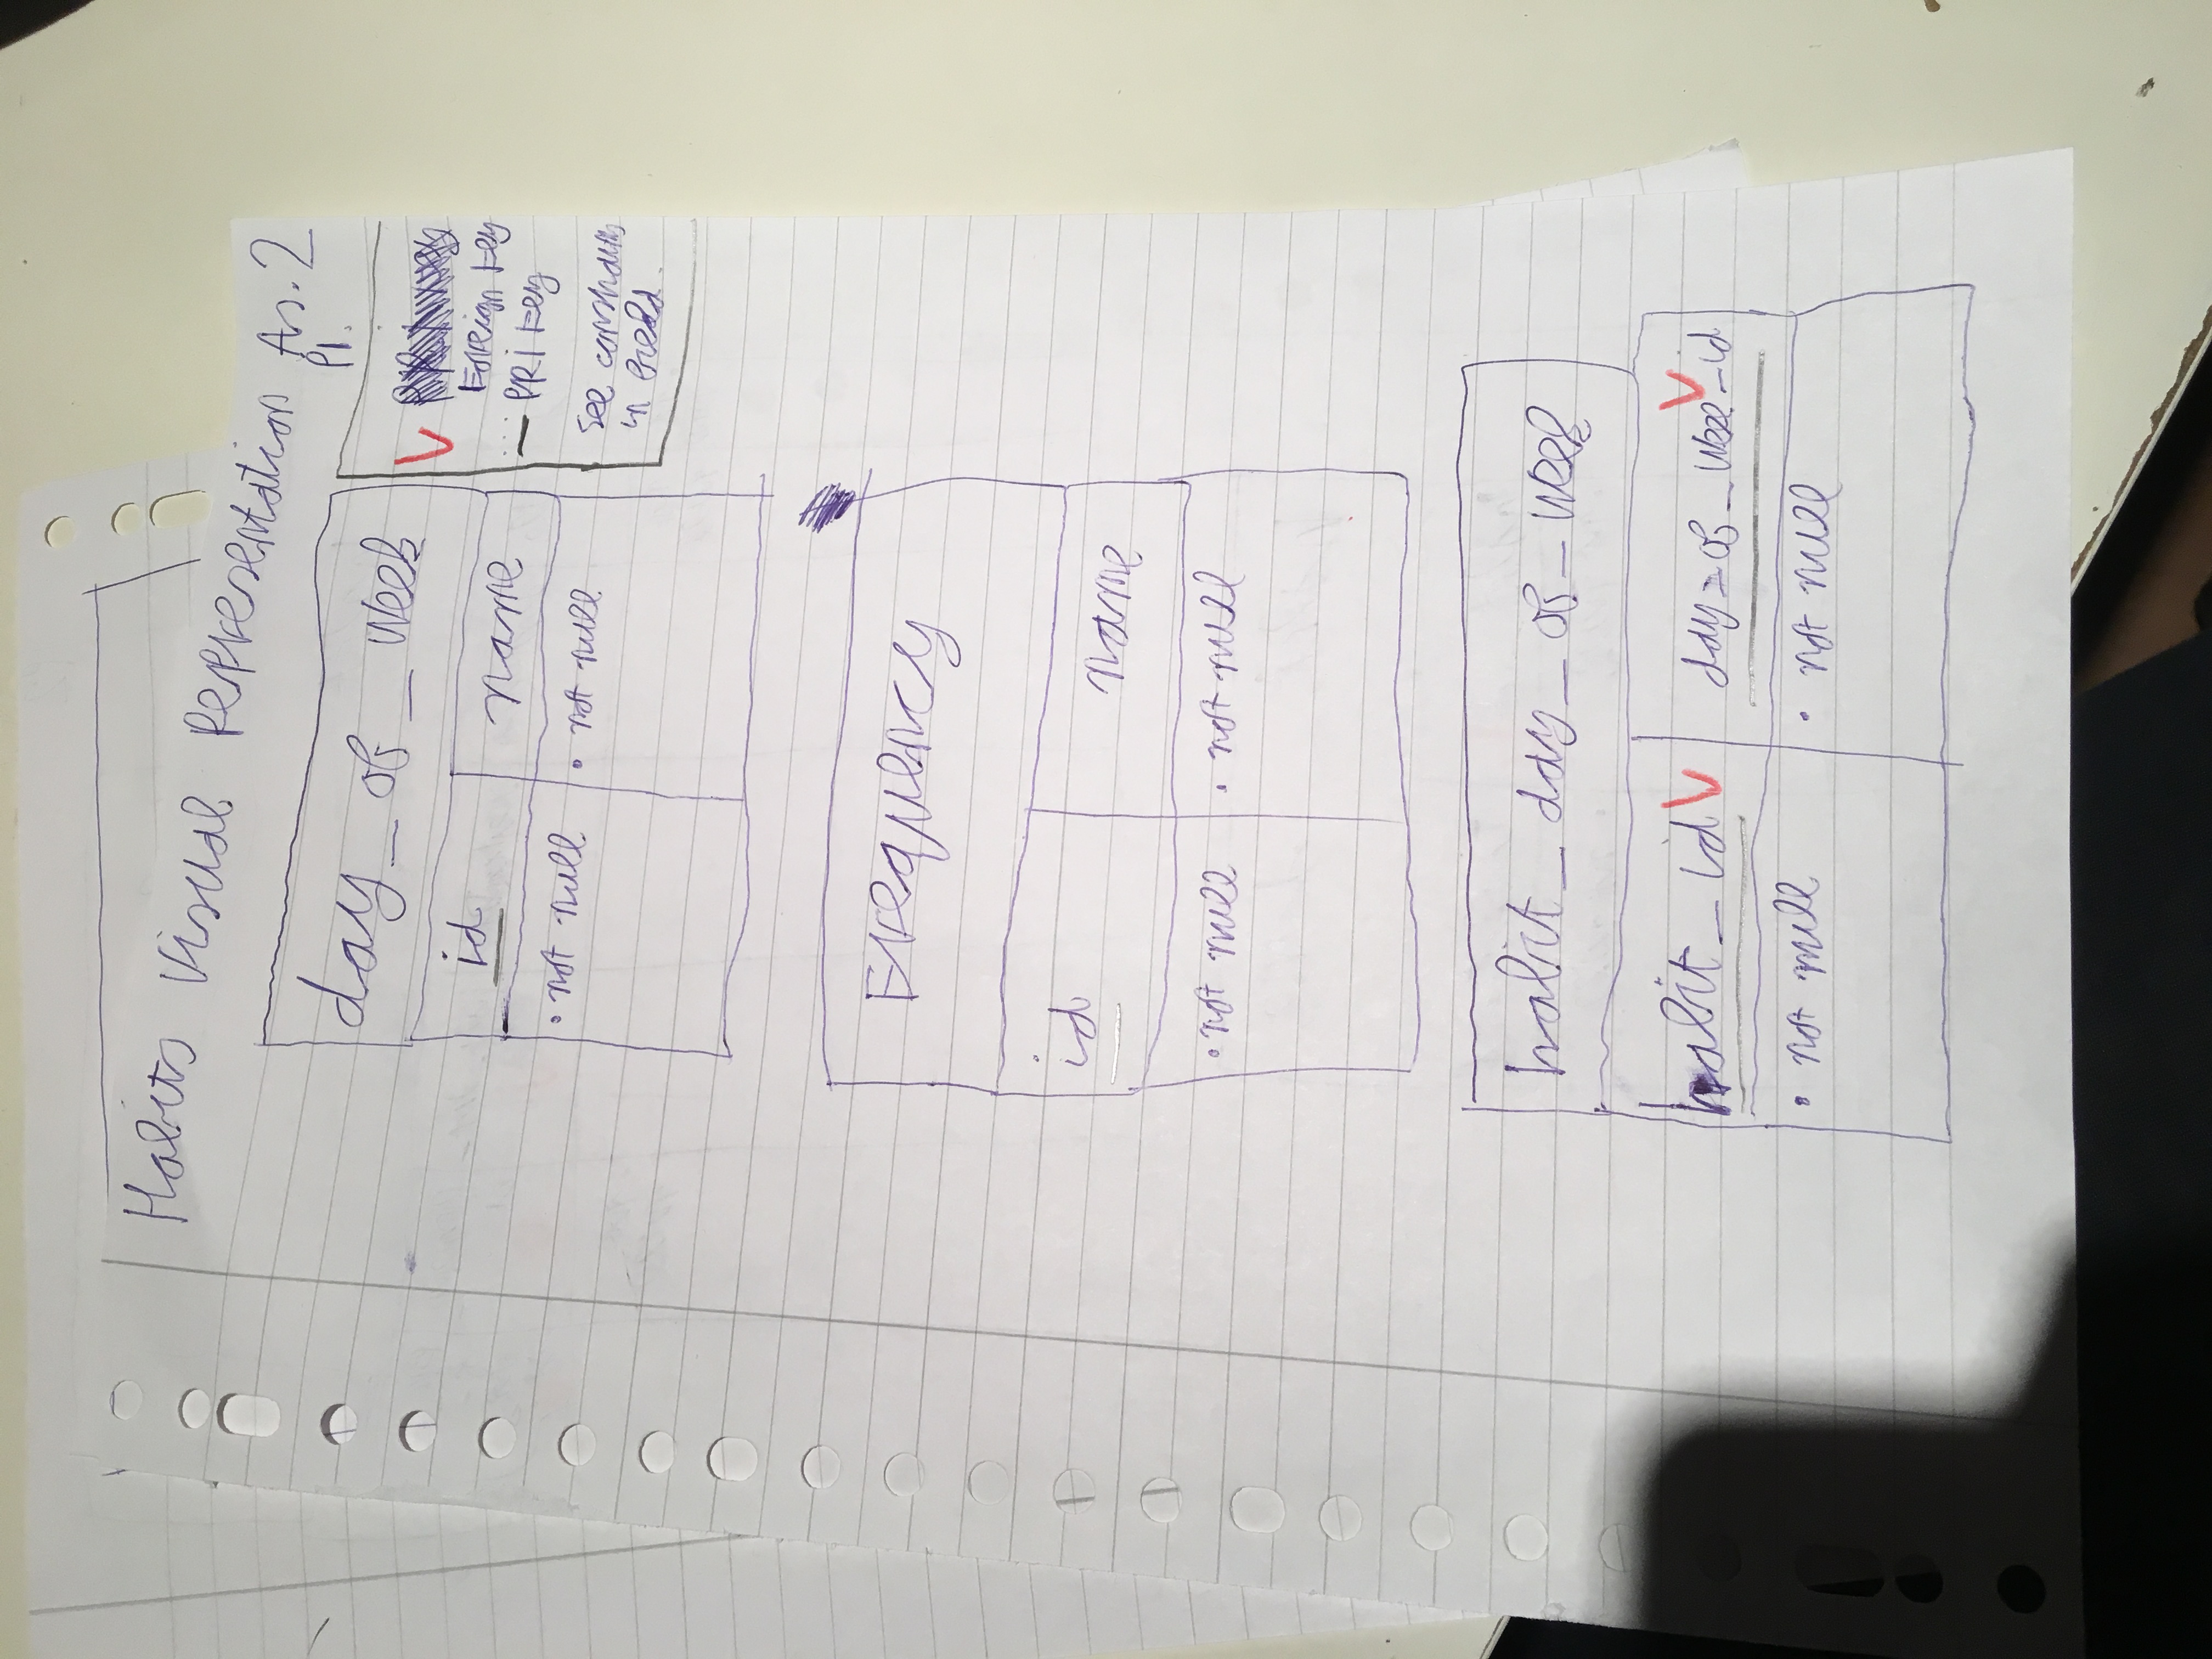 Habits Visual Representation As. 2
P1.
day_of_week
id name
• not null • not null
Foreign key
PRI key
See constraints
in field.
Frequency
id name
• not null • not null
habit_day_of_week
habit_id day_of_week_id
• not null • not null